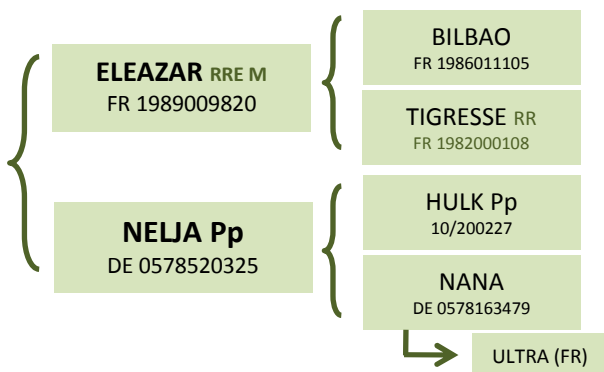 ELEAZAR RRE M
FR 1989009820
BILBAO
FR 1986011105
TIGRESSE RR
FR 1982000108
NELJA Pp
DE 0578520325
HULK Pp
10/200227
NANA
DE 0578163479
ULTRA (FR)